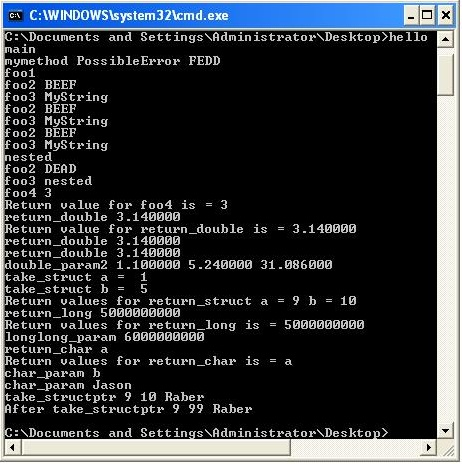 C:\WINDOWS\system32\cmd.exe
C:\Documents and Settings\Administrator\Desktop>hello
main
mymethod PossibleError FEDD
foo1
foo2 BEEF
foo3 MyString
foo2 BEEF
foo3 MyString
foo2 BEEF
foo3 MyString
nested
foo2 DEAD
foo3 nested
foo4 3
Return value for foo4 is = 3
return_double 3.140000
Return value for return_double is = 3.140000
return_double 3.140000
return_double 3.140000
double_param2 1.100000 5.240000 31.086000
take_struct a =  1
take_struct b =  5
Return values for return_struct a = 9 b = 10
return_long 5000000000
Return values for return_long is = 5000000000
longlong_param 6000000000
return_char a
Return values for return_char is = a
char_param b
char_param Jason
take_structptr 9 10 Raber
After take_structptr 9 99 Raber
C:\Documents and Settings\Administrator\Desktop>